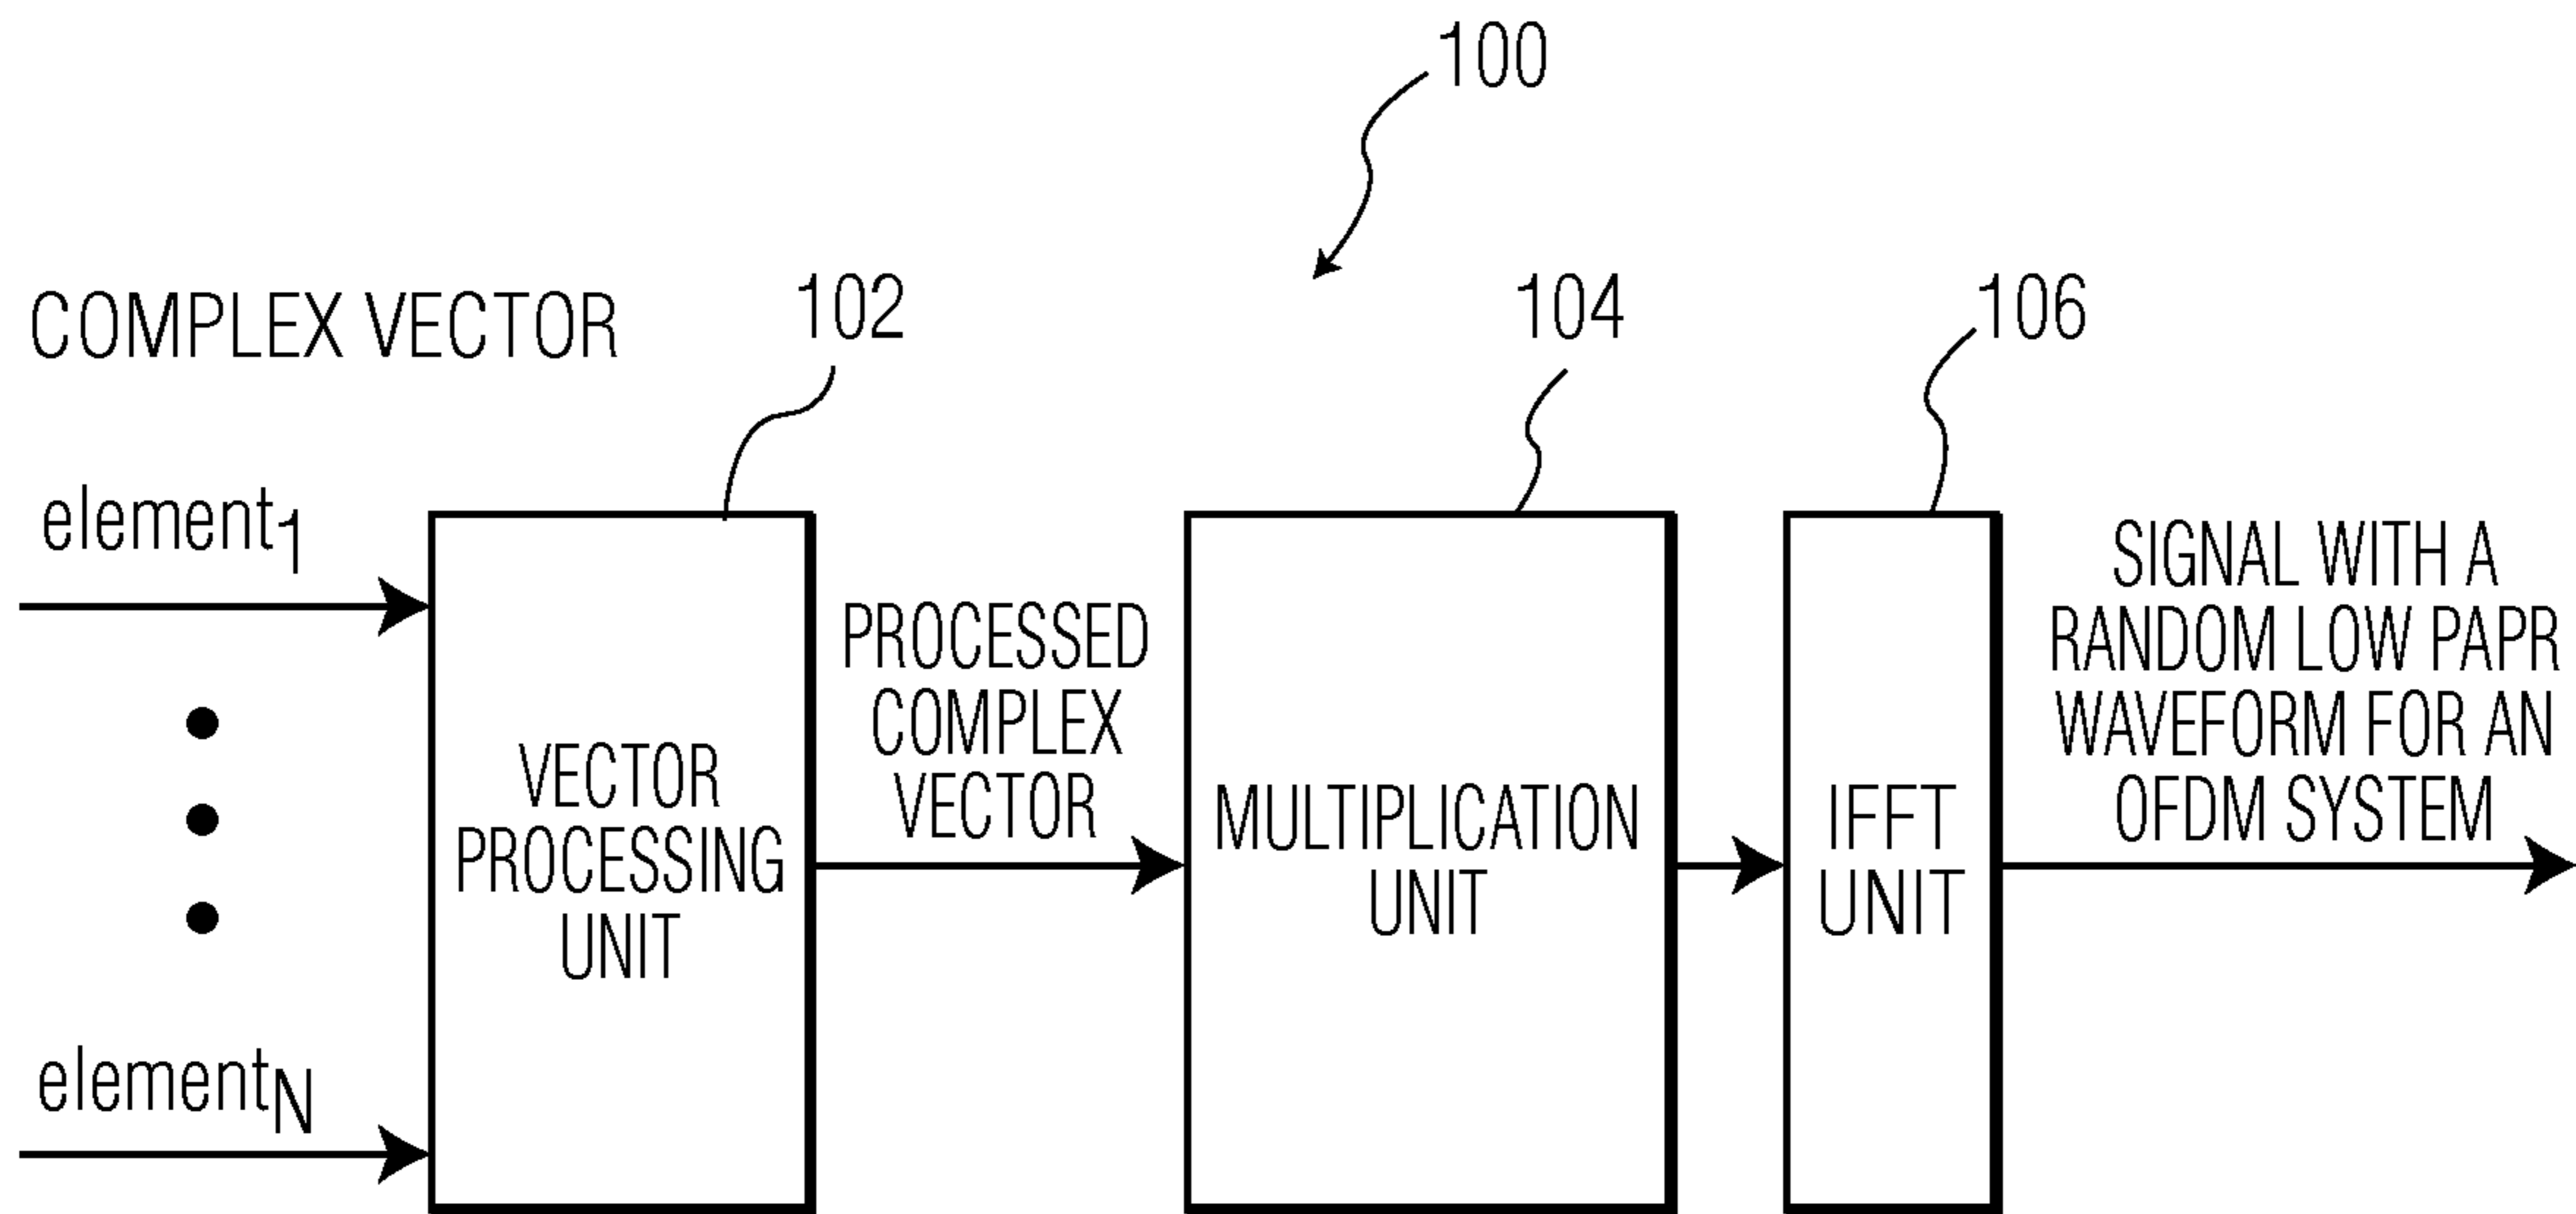 100
COMPLEX VECTOR
102
104
106
element1
elementN
VECTOR
PROCESSING
UNIT
PROCESSED
COMPLEX
VECTOR
MULTIPLICATION
UNIT
IFFT
UNIT
SIGNAL WITH A
RANDOM LOW PAPR
WAVEFORM FOR AN
OFDM SYSTEM